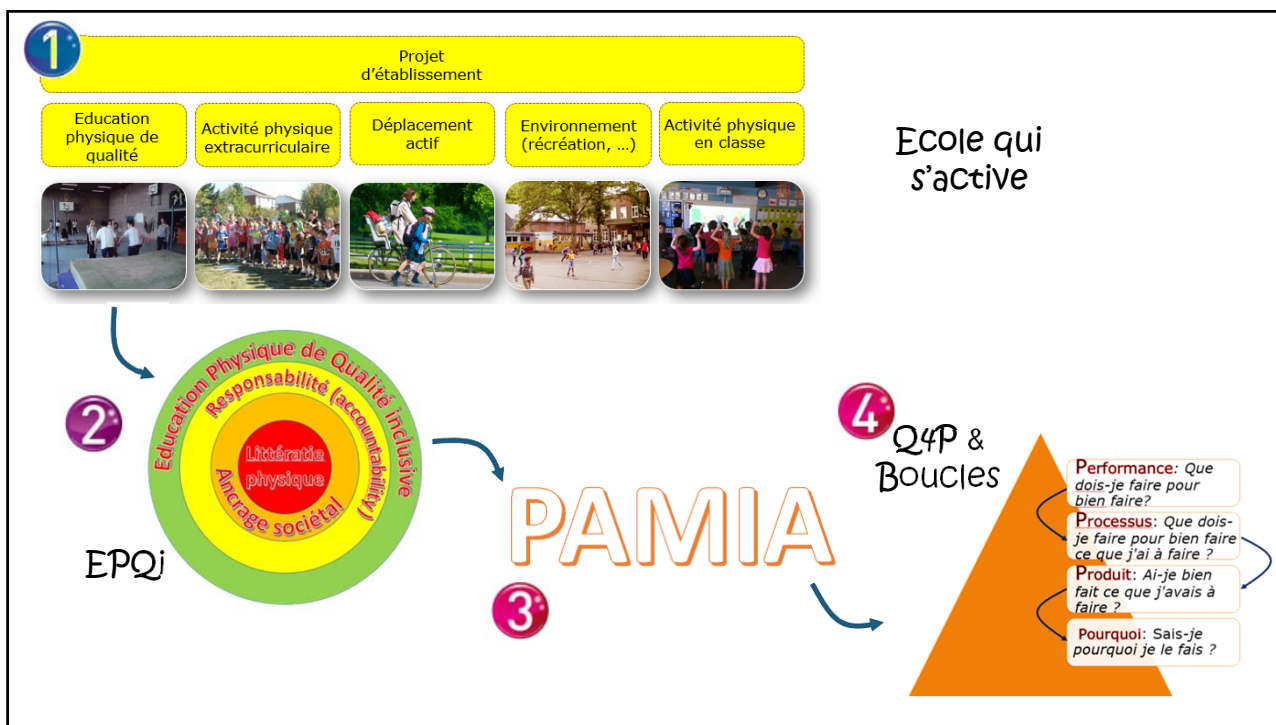 1
Projet
d'établissement
Education
physique de
qualité
Activité physique
extracurriculaire
Déplacement
actif
Environnement
(récréation, ...)
Activité physique
en classe
Ecole qui
s'active
2
Education Physique de Qualité inclusive
Responsabilité (accountability)
Ancrage sociétal
Littératie
physique
EPQi
PAMIA
3
4
Q4P &
Boucles
Performance: Que
dois-je faire pour
bien faire?
Processus: Que dois-
je faire pour bien faire
ce que j'ai à faire ?
Produit: Ai-je bien
fait ce que j'avais à
faire ?
Pourquoi: Sais-je
pourquoi je le fais ?